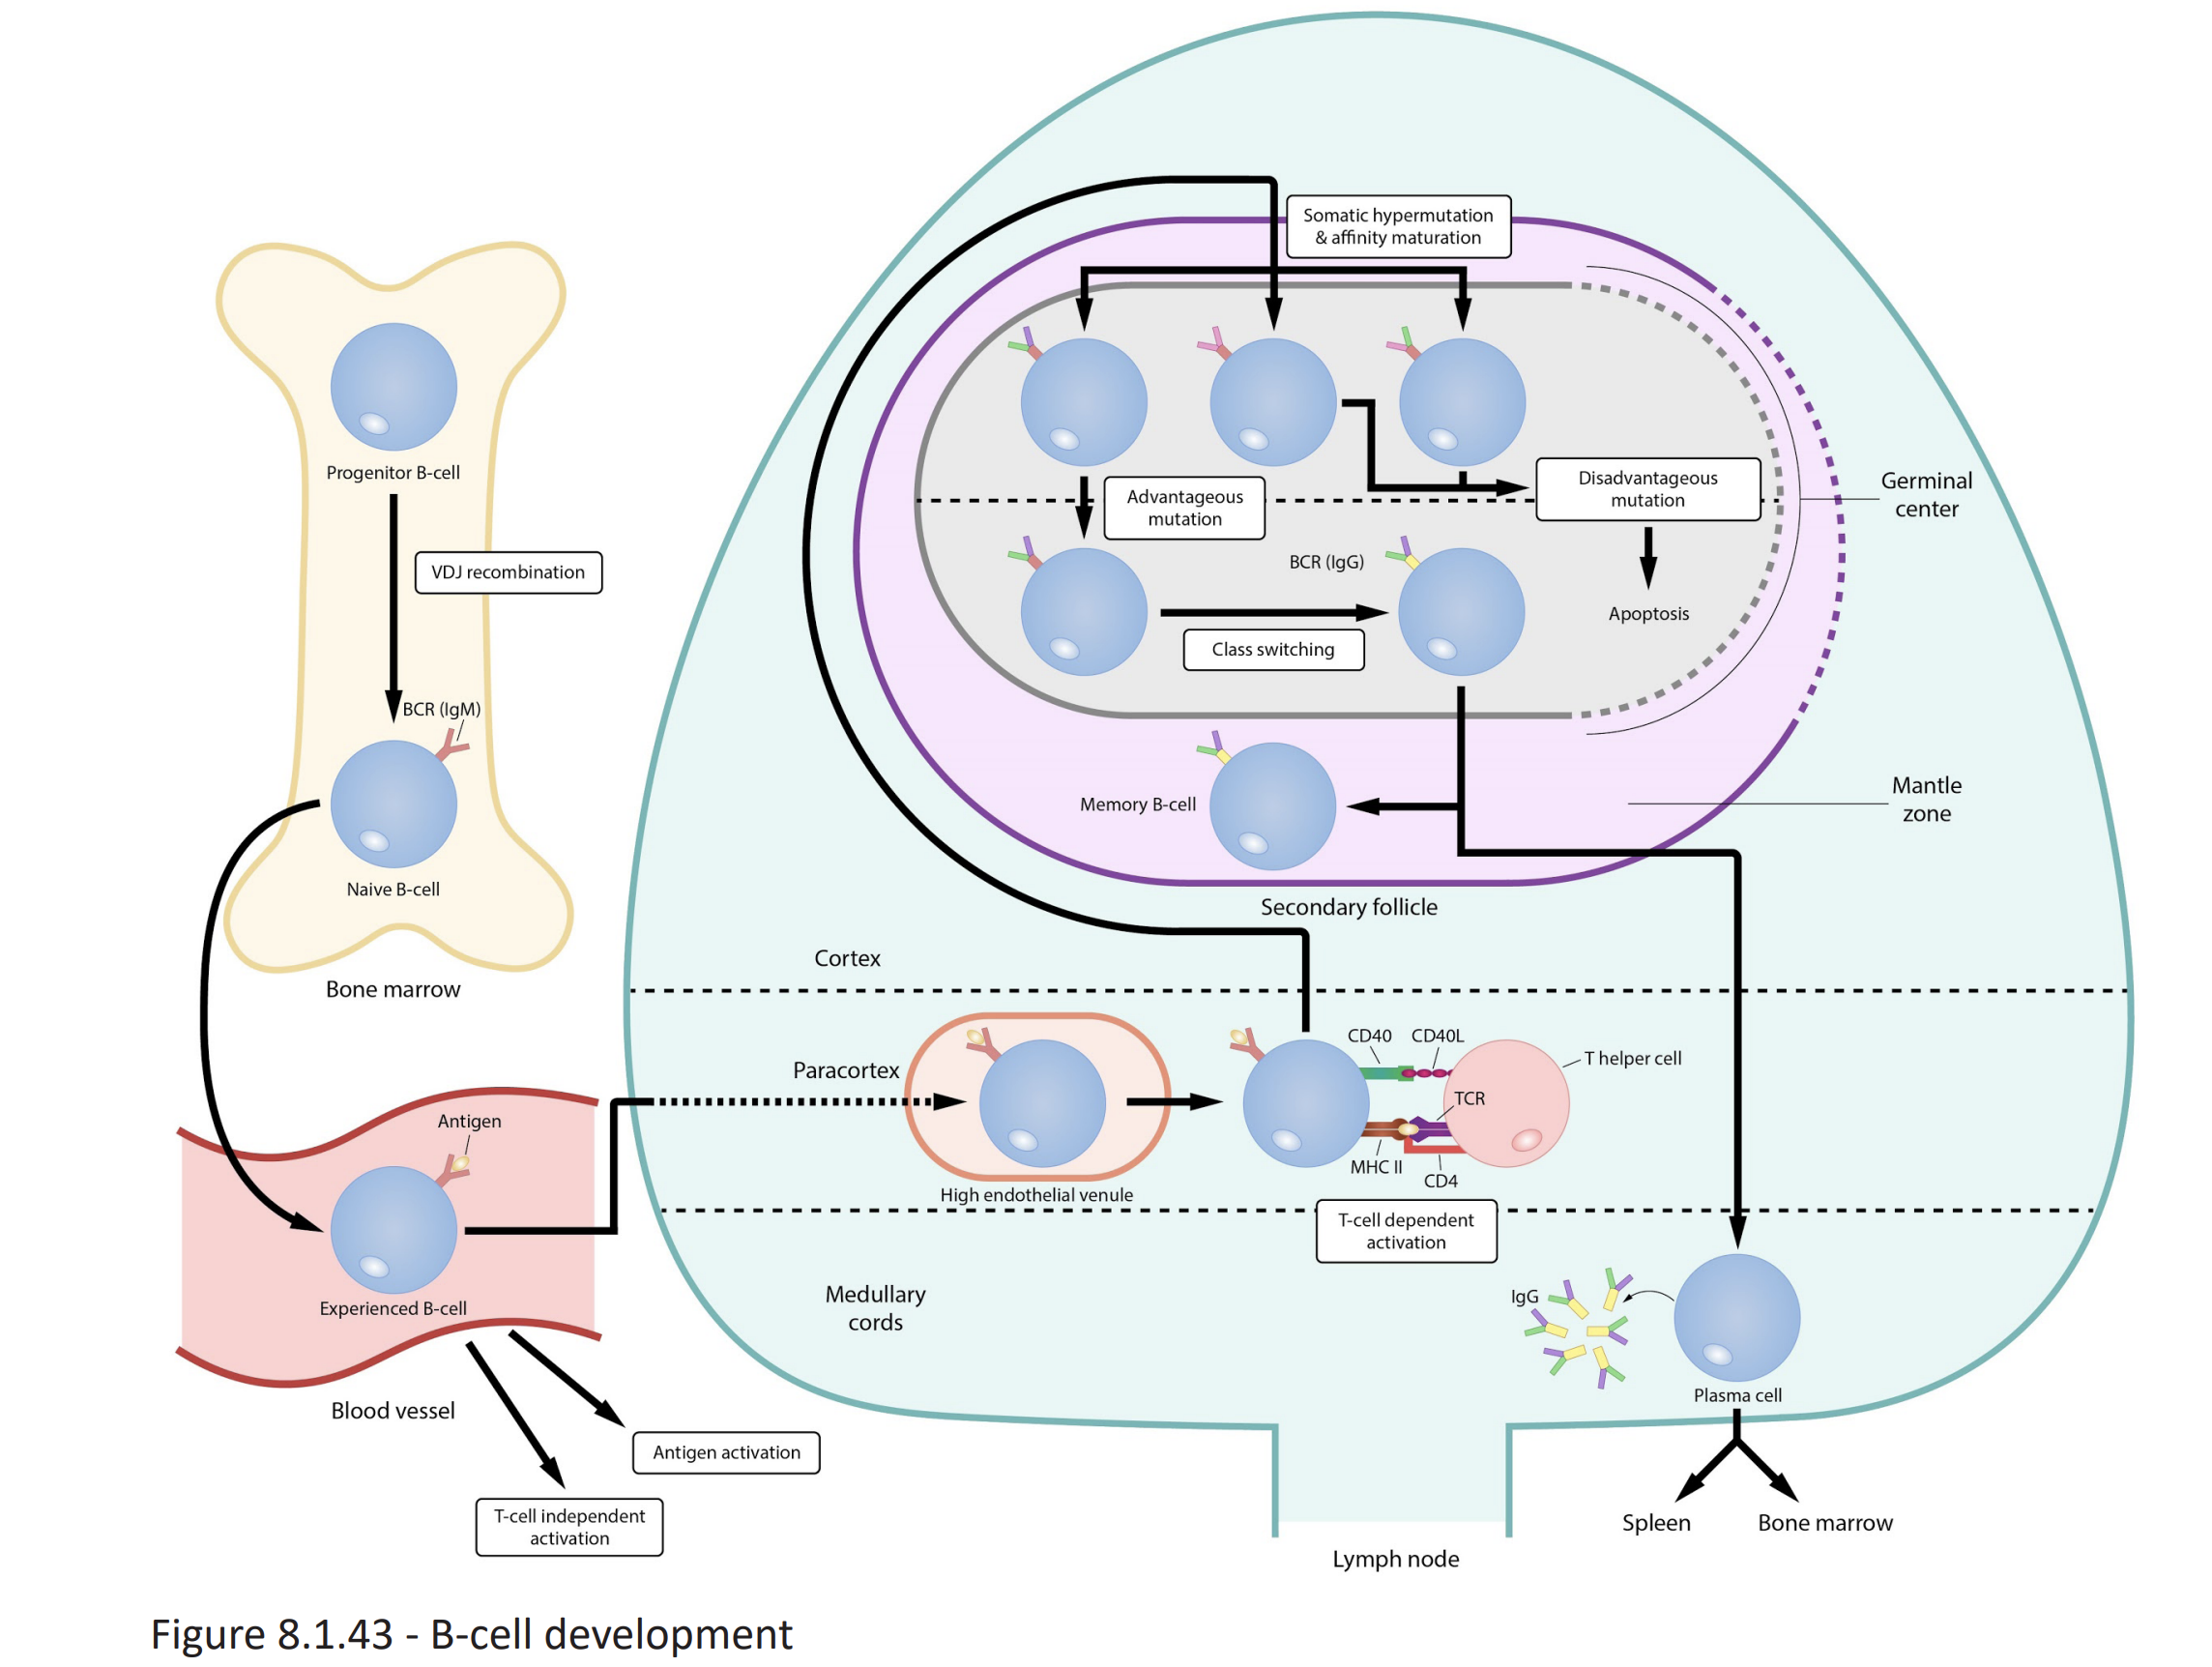 Somatic hypermutation
& affinity maturation
Progenitor B-cell
Advantageous
mutation
Disadvantageous
mutation
Germinal
center
VDJ recombination
BCR (IgG)
Apoptosis
Class switching
BCR (IgM)
Memory B-cell
Mantle
zone
Naive B-cell
Secondary follicle
Cortex
Bone marrow
CD40
CD40L
T helper cell
Paracortex
TCR
Antigen
MHC II
CD4
High endothelial venule
T-cell dependent
activation
Experienced B-cell
Medullary
cords
IgG
Plasma cell
Blood vessel
Antigen activation
T-cell independent
activation
Spleen
Bone marrow
Lymph node
Figure 8.1.43 - B-cell development